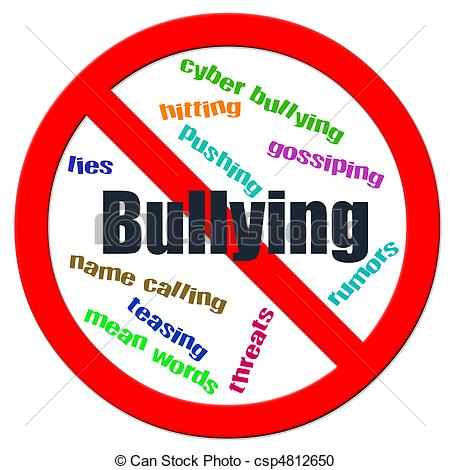 cyber bullying
hitting
pushing
gossiping
lies
Bullying
name calling
rumors
teasing
mean words
threats
© Can Stock Photo - csp4812650